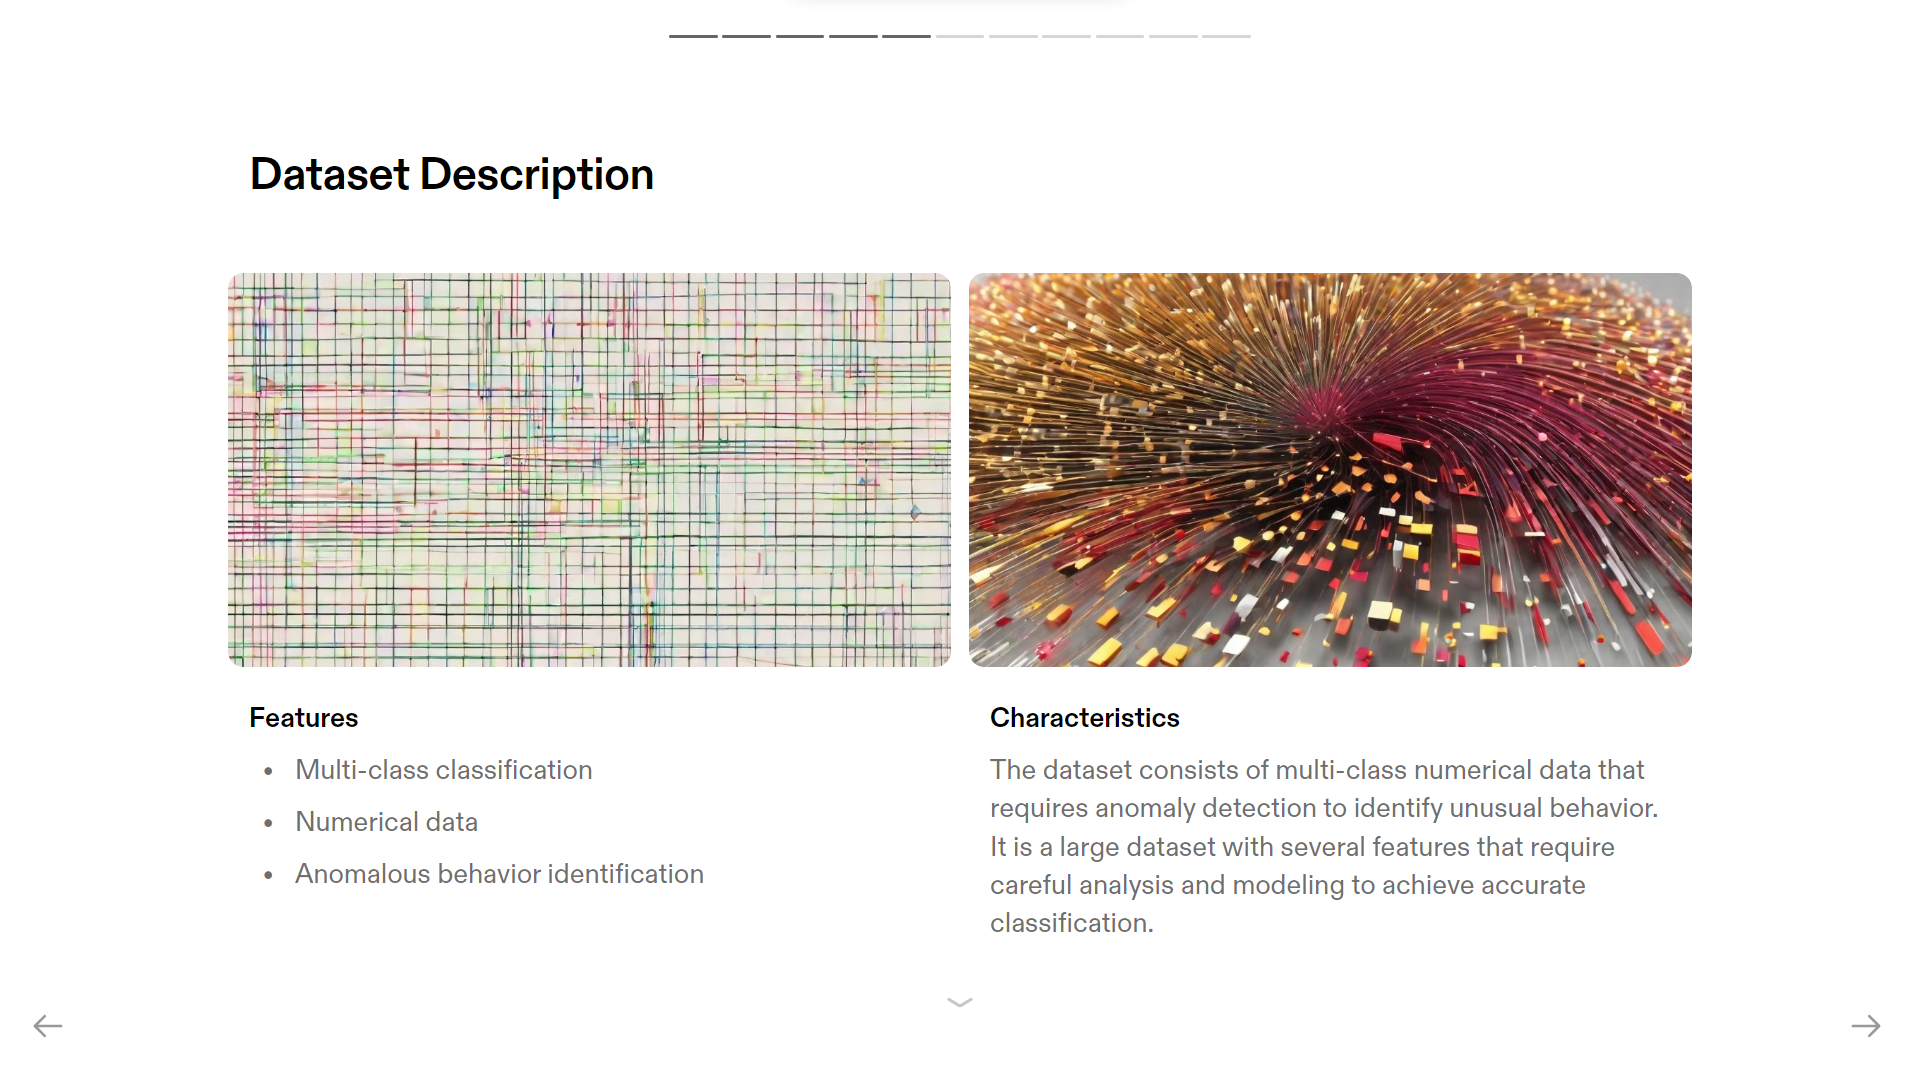 Dataset Description
Features
• Multi-class classification
• Numerical data
• Anomalous behavior identification
Characteristics
The dataset consists of multi-class numerical data that
requires anomaly detection to identify unusual behavior.
It is a large dataset with several features that require
careful analysis and modeling to achieve accurate
classification.